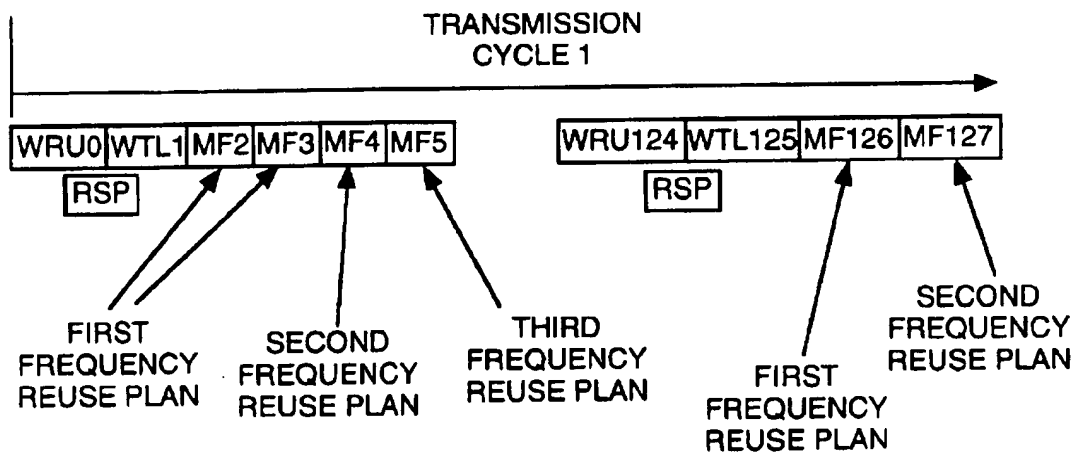 TRANSMISSION
CYCLE 1
WRU0 WTL1 MF2 MF3 MF4 MF5 WRU124 WTL125 MF126 MF127
RSP RSP
FIRST
FREQUENCY
REUSE PLAN
SECOND
FREQUENCY
REUSE PLAN
THIRD
FREQUENCY
REUSE PLAN
FIRST
FREQUENCY
REUSE PLAN
SECOND
FREQUENCY
REUSE PLAN